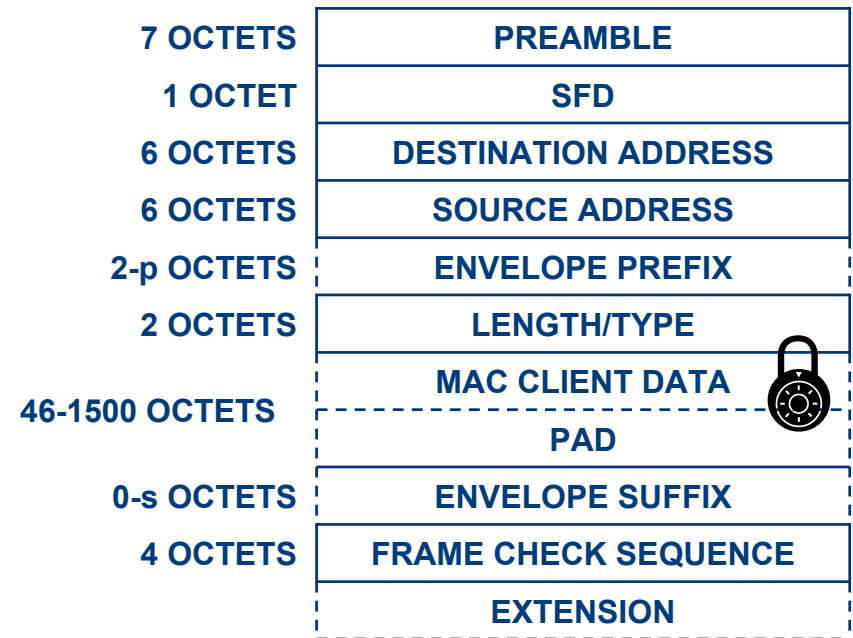 7 OCTETS PREAMBLE
1 OCTET SFD
6 OCTETS DESTINATION ADDRESS
6 OCTETS SOURCE ADDRESS
2-p OCTETS ENVELOPE PREFIX
2 OCTETS LENGTH/TYPE
MAC CLIENT DATA
46-1500 OCTETS
PAD
0-s OCTETS ENVELOPE SUFFIX
4 OCTETS FRAME CHECK SEQUENCE
EXTENSION